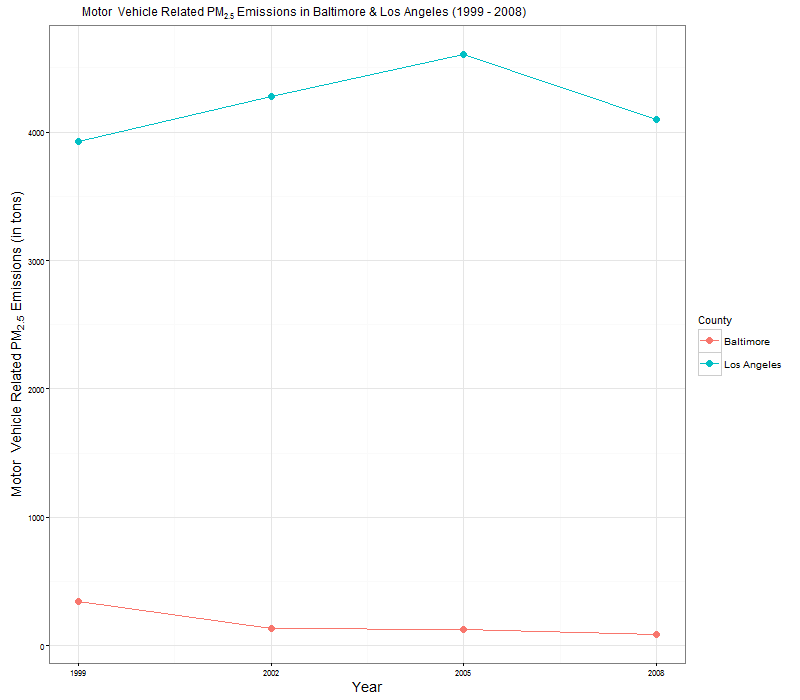 Motor Vehicle Related PM2.5 Emissions in Baltimore & Los Angeles (1999 - 2008)
Motor Vehicle Related PM2.5 Emissions (in tons)
4000
3000
2000
1000
0
1999
2002
2005
2008
Year
County
Baltimore
Los Angeles